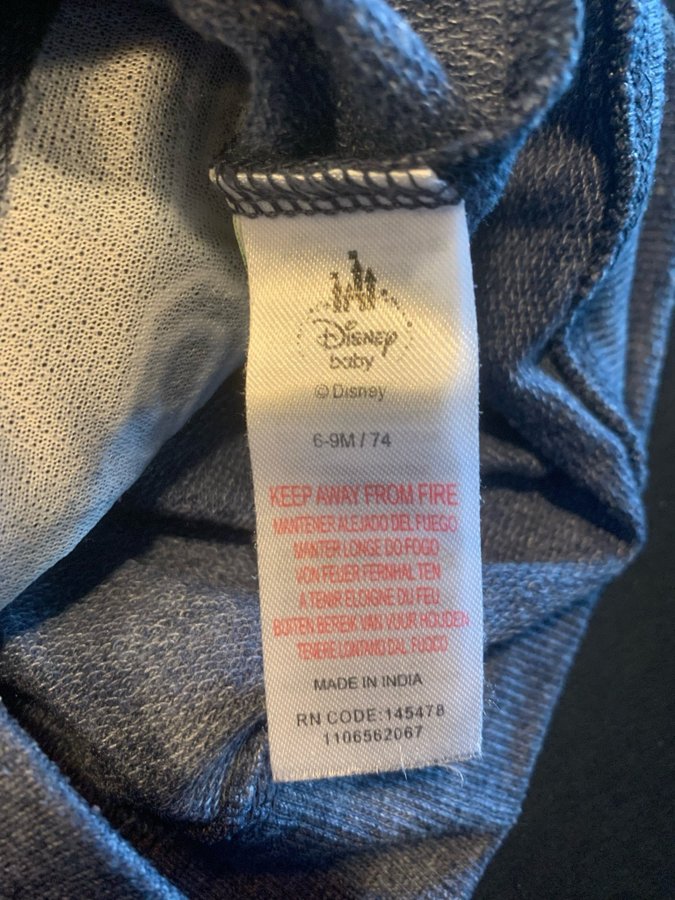 Disney
baby
© Disney
6-9M / 74
KEEP AWAY FROM FIRE
MANTENER ALEJADO DEL FUEGO
MANTER LONGE DO FOGO
VON FEUER FERNHAL TEN
A TENIR ELOIGNE DU FEU
BUITEN BEREIK VAN VUUR HOUDEN
TENERE LONTANO DAL FUOCO
MADE IN INDIA
RN CODE:145478
1106562067